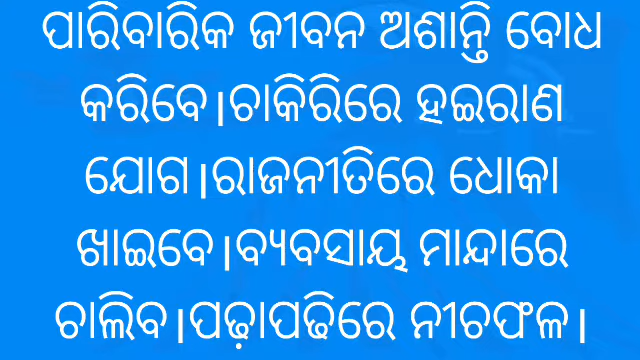 ପାରିବାରିକ ଜୀବନ ଅଶାନ୍ତି ବୋଧ
କରିବେ।ଚାକିରିରେ ହଇରାଣ
ଯୋଗ।ରାଜନୀତିରେ ଧୋକା
ଖାଇବେ।ବ୍ୟବସାୟ ମାନ୍ଦାରେ
ଚାଲିବ।ପଢ଼ାପଢିରେ ନୀଚଫଳ।